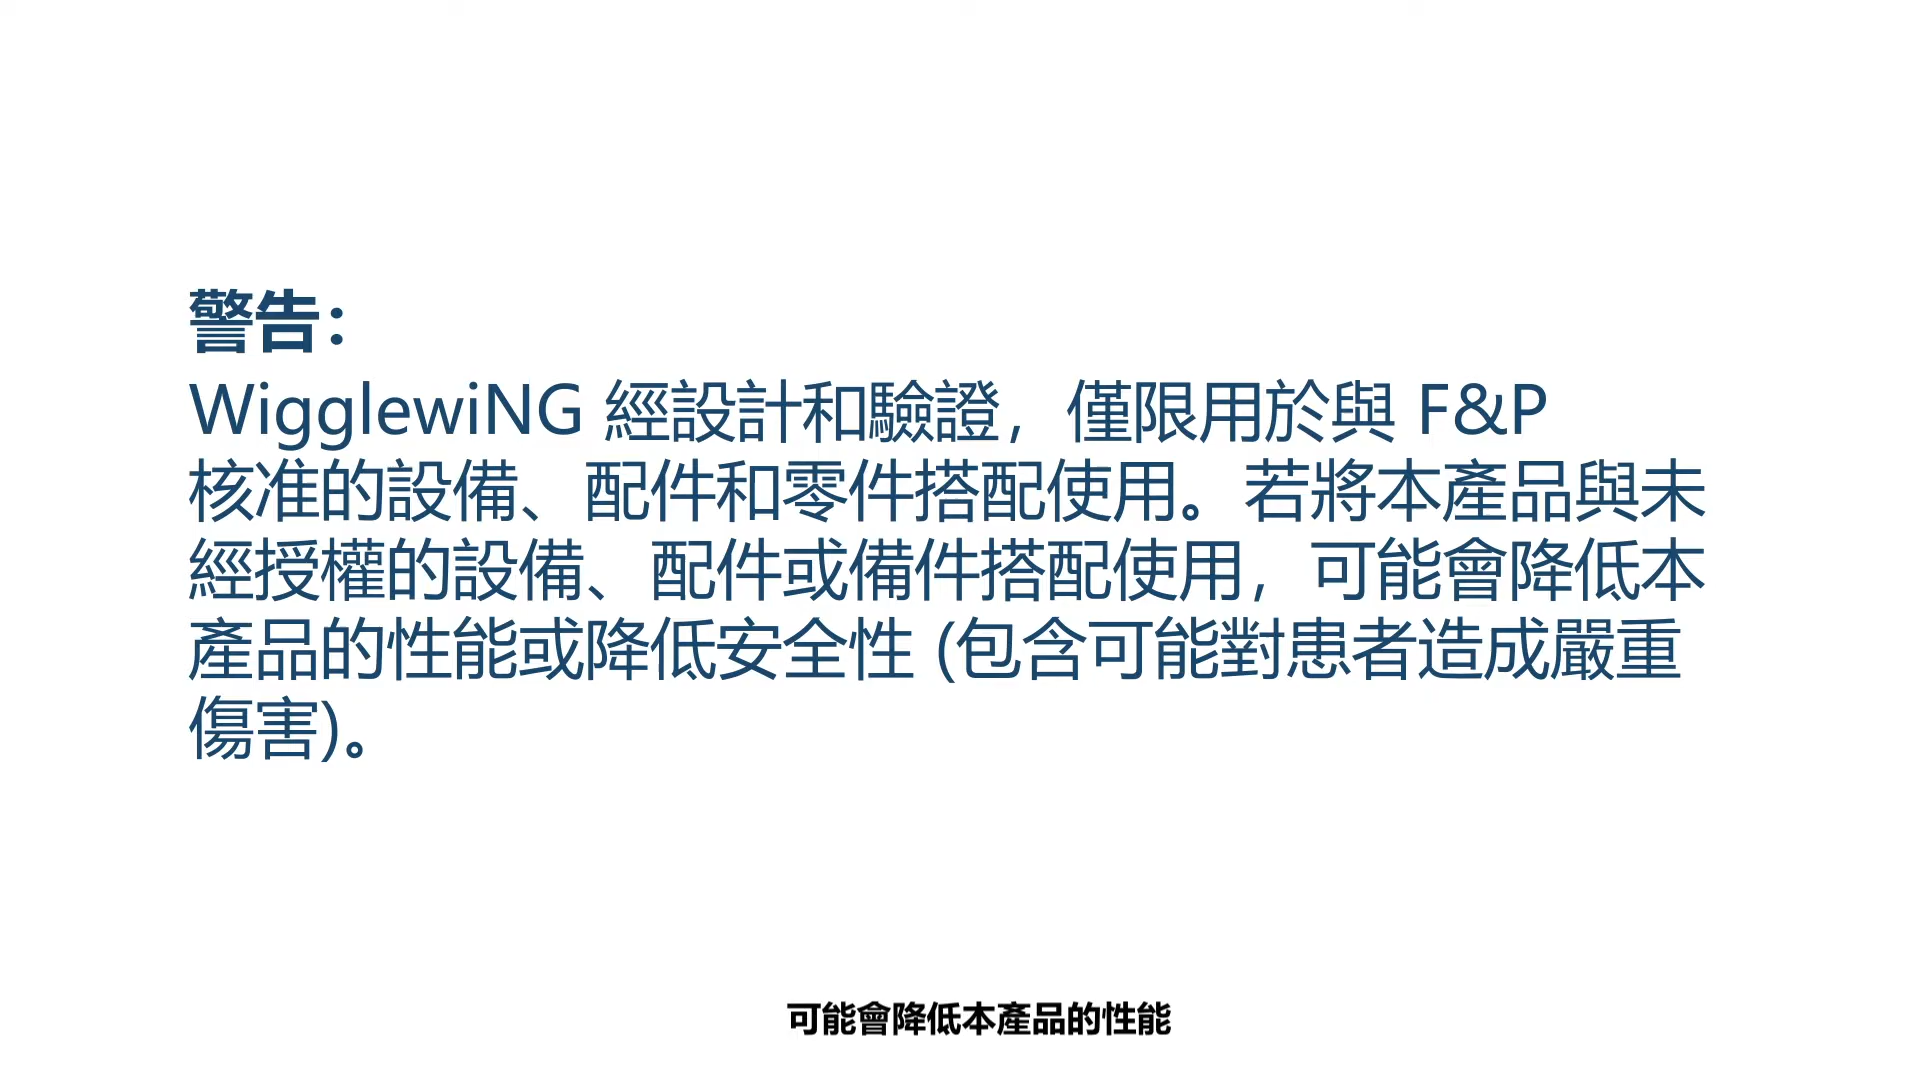 警告：
WigglewiNG 經設計和驗證，僅限用於與 F&P
核准的設備、配件和零件搭配使用。若將本產品與未
經授權的設備、配件或備件搭配使用，可能會降低本
產品的性能或降低安全性 (包含可能對患者造成嚴重
傷害)。
可能會降低本產品的性能